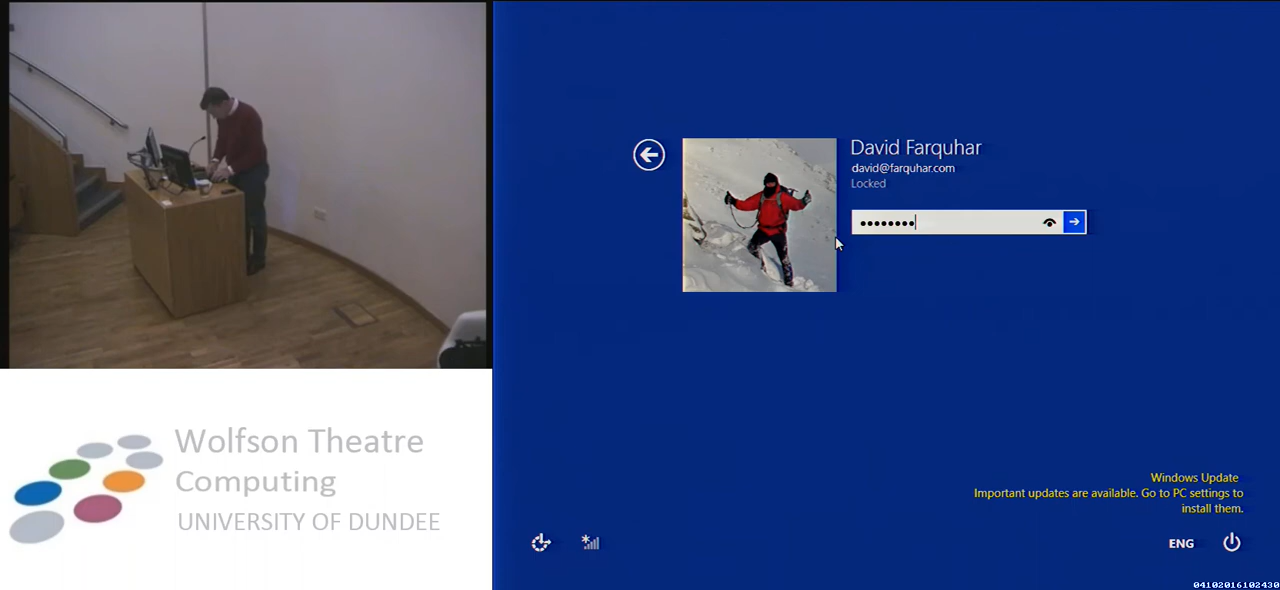 David Farquhar
david@farquhar.com
Locked
Windows Update
Important updates are available. Go to PC settings to
install them.
ENG
Wolfson Theatre
Computing
UNIVERSITY OF DUNDEE
04102016102430